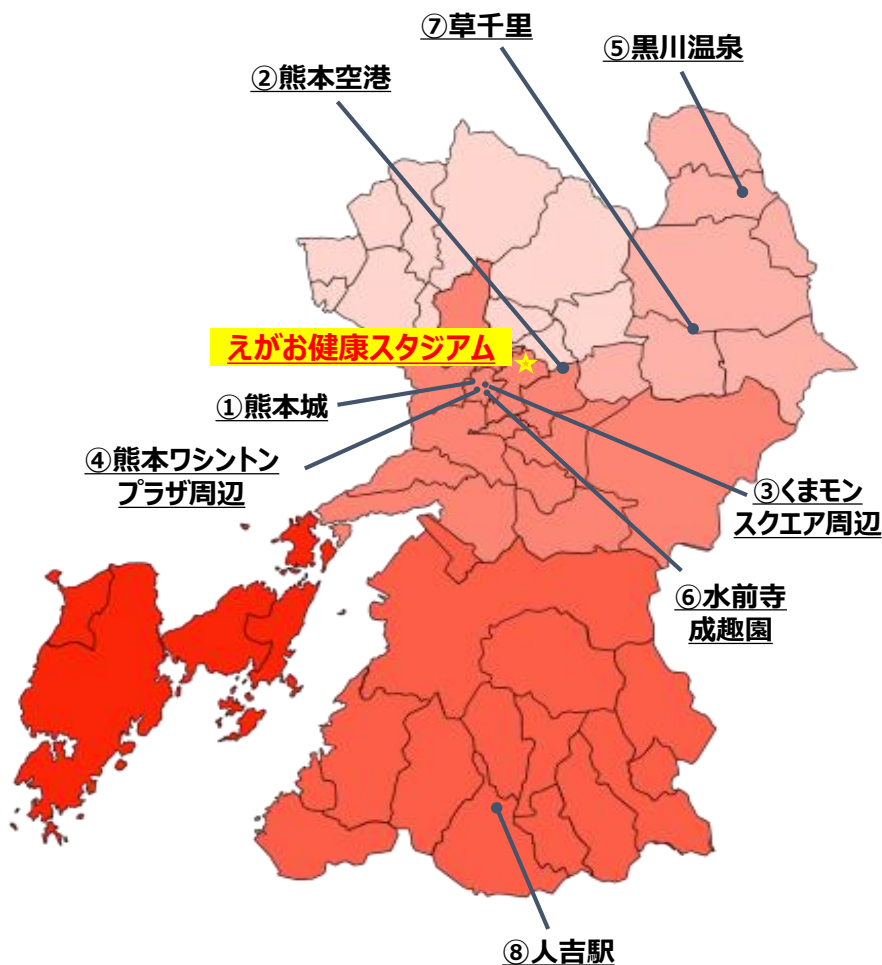 ⑦草千里
⑤黒川温泉
②熊本空港
えがお健康スタジアム
①熊本城
④熊本ワシントン
プラザ周辺
③くまモン
スクエア周辺
⑥水前寺
成趣園
⑧人吉駅